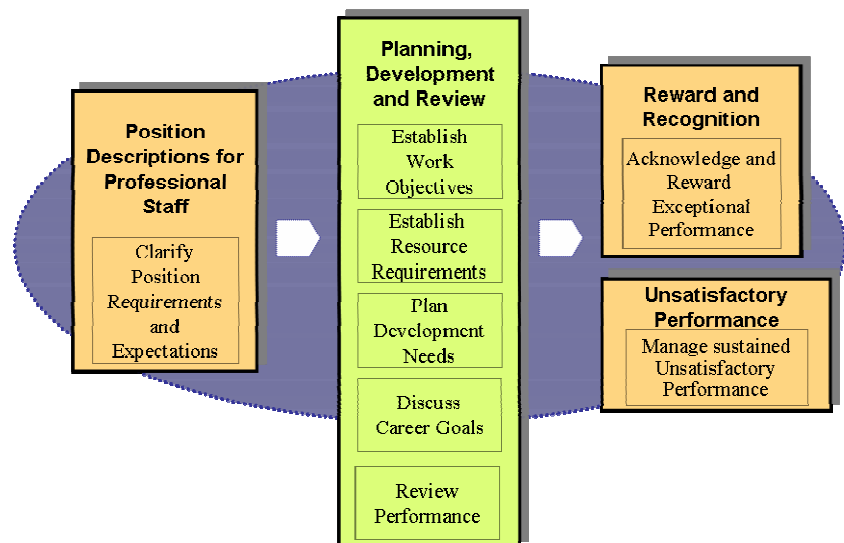 Position
Descriptions for
Professional
Staff
Clarify
Position
Requirements
and
Expectations
Planning,
Development
and Review
Establish
Work
Objectives
Establish
Resource
Requirements
Plan
Development
Needs
Discuss
Career Goals
Review
Performance
Reward and
Recognition
Acknowledge and
Reward
Exceptional
Performance
Unsatisfactory
Performance
Manage sustained
Unsatisfactory
Performance